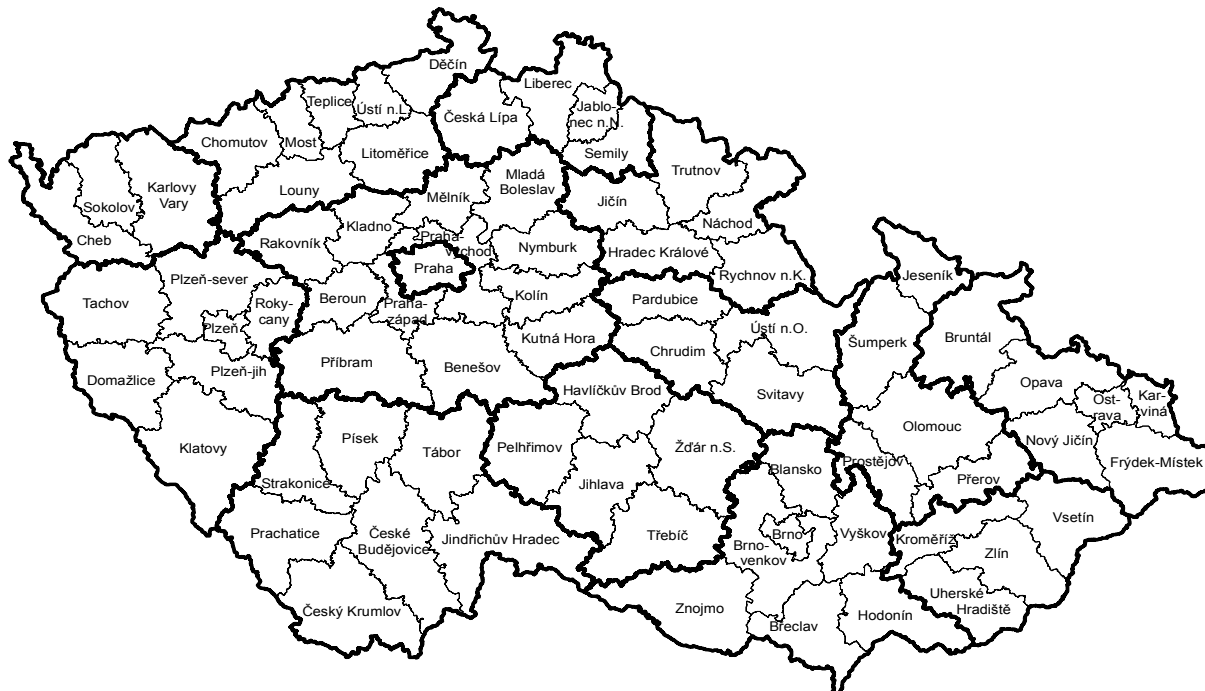 Děčín
Liberec
Teplice
Ústí n.L.
Česká Lípa
Jablo-
nec n.N.
Chomutov
Most
Litoměřice
Semily
Trutnov
Karlovy
Vary
Sokolov
Louny
Mladá
Boleslav
Mělník
Jičín
Cheb
Rakovník
Kladno
Praha-
východ
Nymburk
Hradec Králové
Náchod
Praha
Rychnov n.K.
Jeseník
Tachov
Plzeň-sever
Roky-
cany
Beroun
Praha-
západ
Kolín
Pardubice
Plzeň
Kutná Hora
Chrudim
Ústí n.O.
Šumperk
Bruntál
Domažlice
Plzeň-jih
Příbram
Benešov
Havlíčkův Brod
Svitavy
Opava
Ost-
rava
Kar-
viná
Klatovy
Písek
Tábor
Pelhřimov
Žďár n.S.
Olomouc
Nový Jičín
Frýdek-Místek
Strakonice
Jihlava
Blansko
Prostějov
Přerov
Prachatice
České
Budějovice
Jindřichův Hradec
Třebíč
Brno-
venkov
Brno
Vyškov
Kroměříž
Vsetín
Zlín
Český Krumlov
Znojmo
Břeclav
Hodonín
Uherské
Hradiště